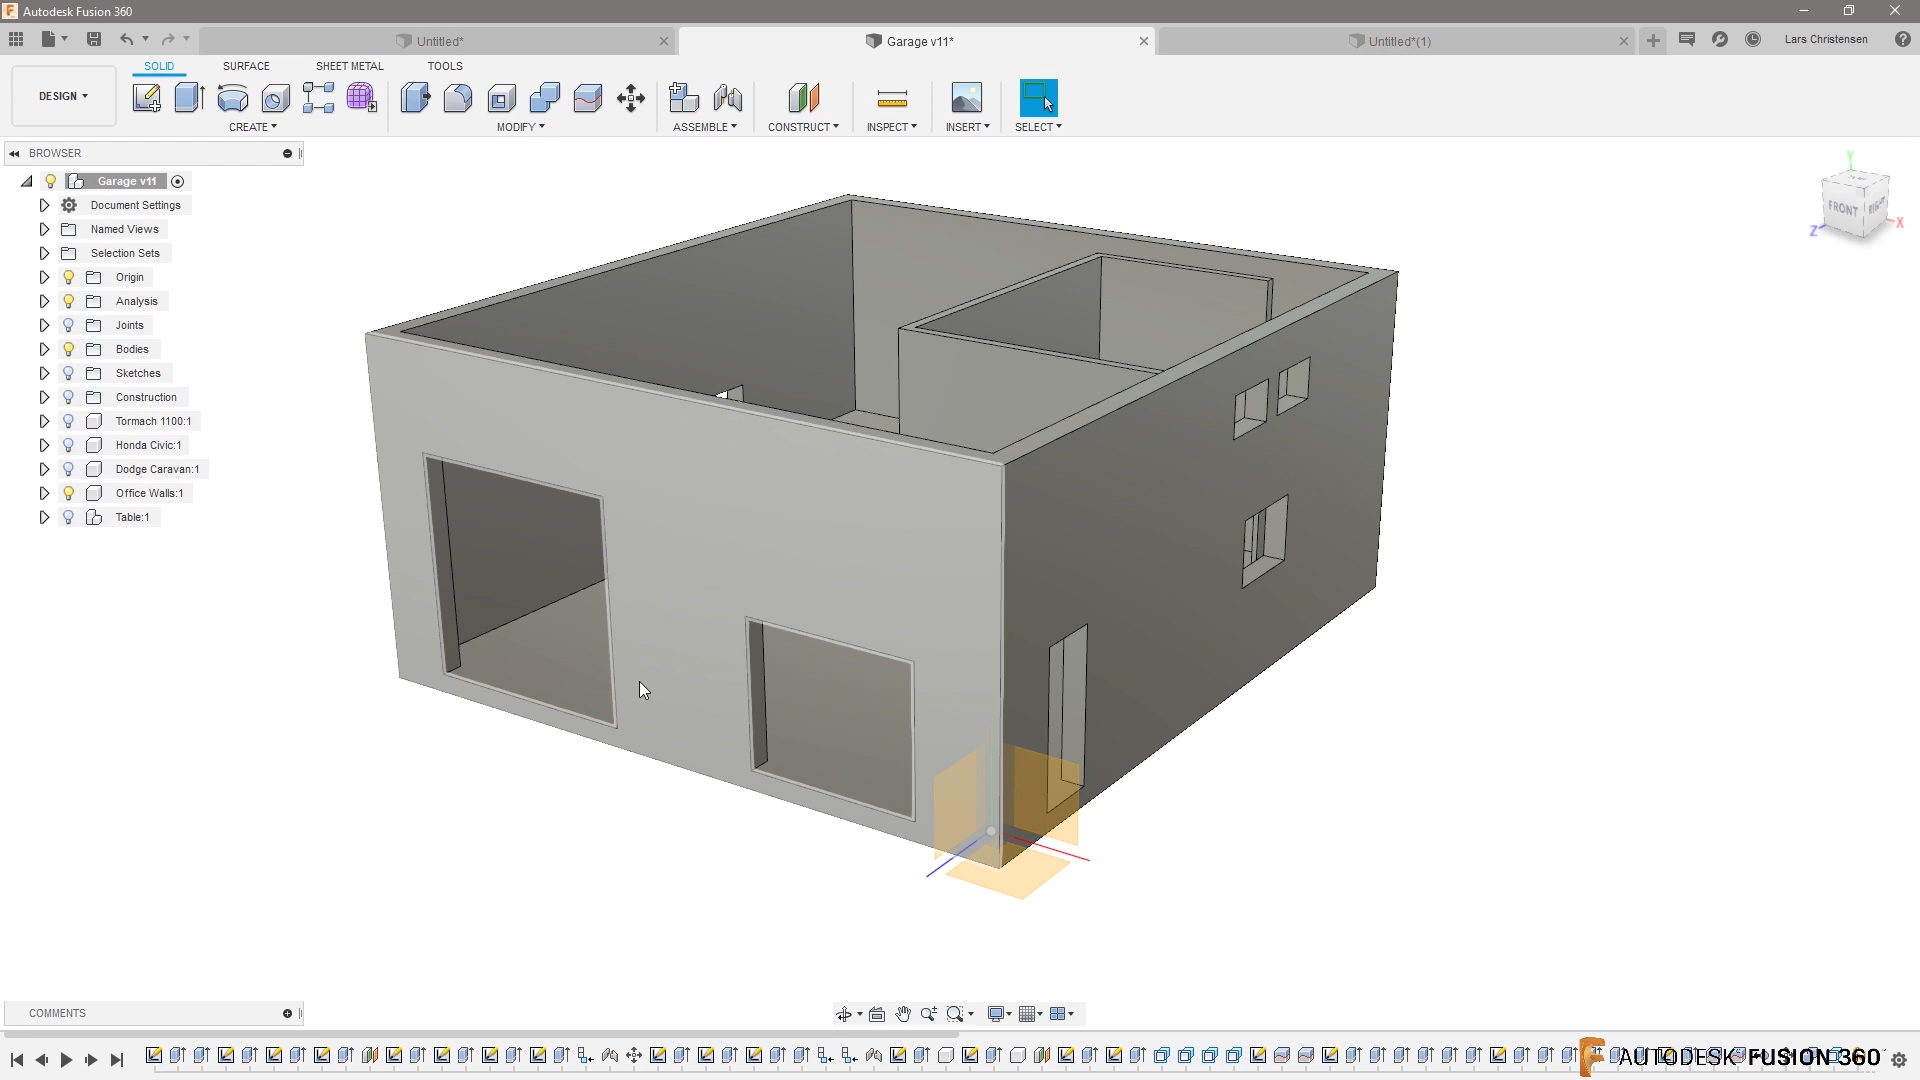 Autodesk Fusion 360
Untitled*
Garage v11*
Untitled*(1)
Lars Christensen
DESIGN
SOLID
SURFACE
SHEET METAL
TOOLS
CREATE
MODIFY
ASSEMBLE
CONSTRUCT
INSPECT
INSERT
SELECT
BROWSER
Garage v11
Document Settings
Named Views
Selection Sets
Origin
Analysis
Joints
Bodies
Sketches
Construction
Tormach 1100:1
Honda Civic:1
Dodge Caravan:1
Office Walls:1
Table:1
Y
FRONT
RIGHT
Z
X
COMMENTS
AUTODESK FUSION 360